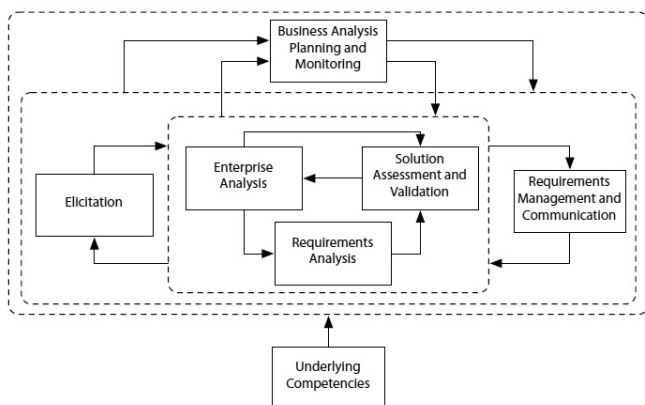 Business Analysis
Planning and
Monitoring
Enterprise
Analysis
Solution
Assessment and
Validation
Elicitation
Requirements
Management and
Communication
Requirements
Analysis
Underlying
Competencies